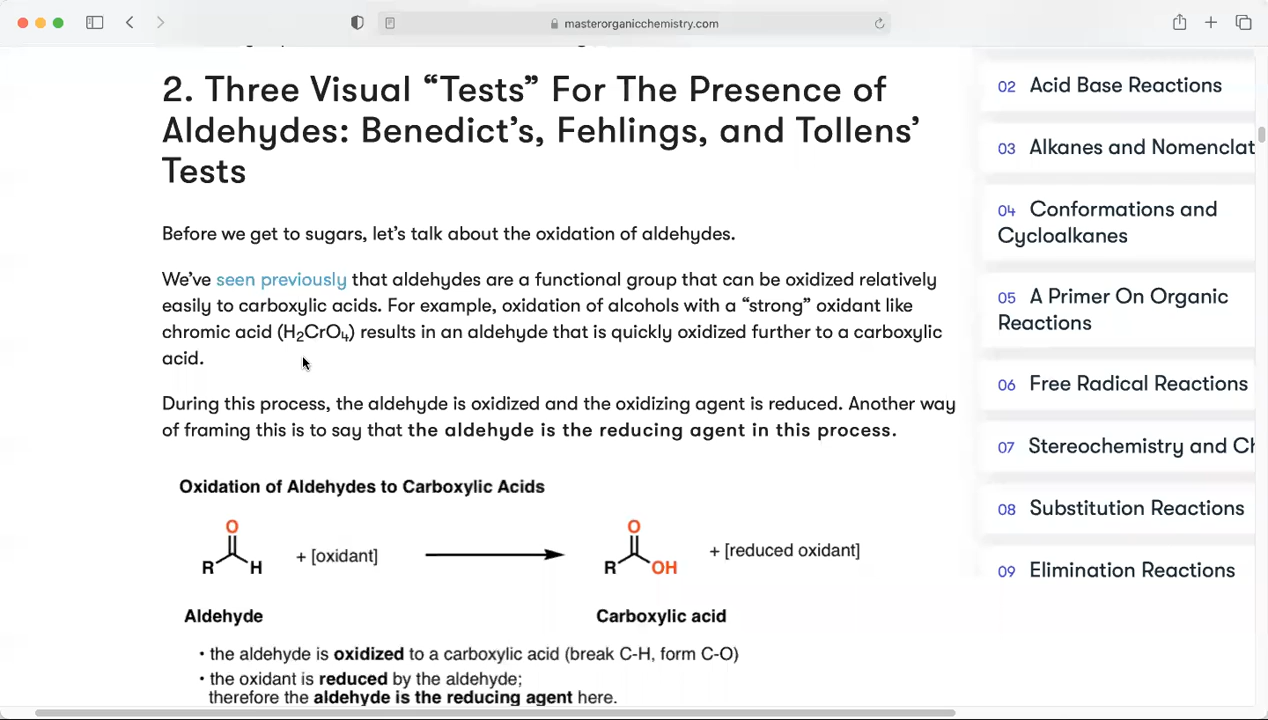 masterorganicchemistry.com
2. Three Visual “Tests” For The Presence of
Aldehydes: Benedict’s, Fehlings, and Tollens’
Tests
Before we get to sugars, let’s talk about the oxidation of aldehydes.
We’ve seen previously that aldehydes are a functional group that can be oxidized relatively
easily to carboxylic acids. For example, oxidation of alcohols with a “strong” oxidant like
chromic acid (H₂CrO₄) results in an aldehyde that is quickly oxidized further to a carboxylic
acid.
During this process, the aldehyde is oxidized and the oxidizing agent is reduced. Another way
of framing this is to say that the aldehyde is the reducing agent in this process.
Oxidation of Aldehydes to Carboxylic Acids
O
R H + [oxidant]
O
R OH + [reduced oxidant]
Aldehyde
Carboxylic acid
• the aldehyde is oxidized to a carboxylic acid (break C-H, form C-O)
• the oxidant is reduced by the aldehyde;
therefore the aldehyde is the reducing agent here.
02 Acid Base Reactions
03 Alkanes and Nomenclat
04 Conformations and
Cycloalkanes
05 A Primer On Organic
Reactions
06 Free Radical Reactions
07 Stereochemistry and Ch
08 Substitution Reactions
09 Elimination Reactions